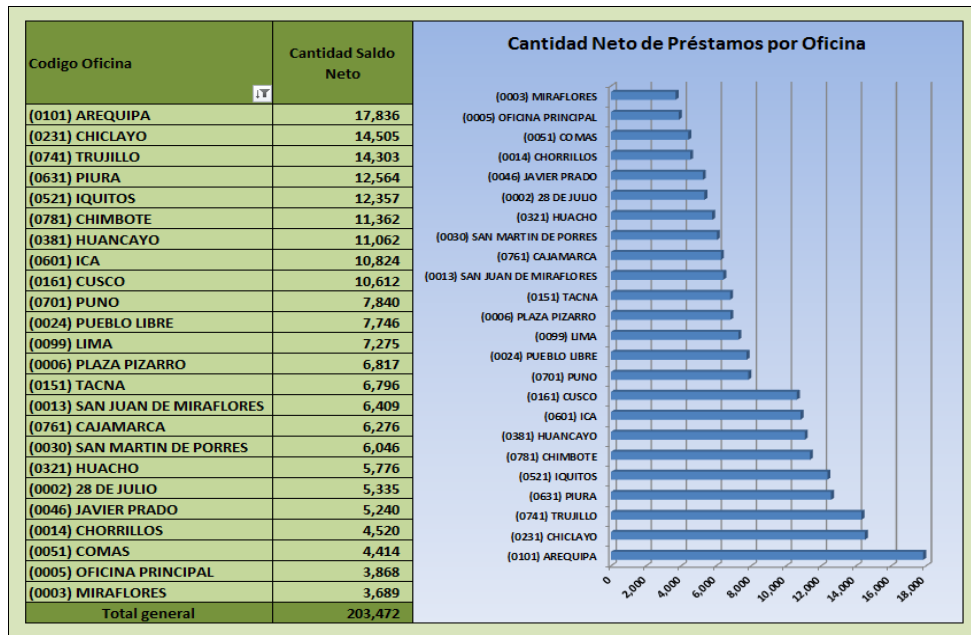 Codigo Oficina Cantidad Saldo Neto
(0101) AREQUIPA 17,836
(0231) CHICLAYO 14,505
(0741) TRUJILLO 14,303
(0631) PIURA 12,564
(0521) IQUITOS 12,357
(0781) CHIMBOTE 11,362
(0381) HUANCAYO 11,062
(0601) ICA 10,824
(0161) CUSCO 10,612
(0701) PUNO 7,840
(0024) PUEBLO LIBRE 7,746
(0099) LIMA 7,275
(0006) PLAZA PIZARRO 6,817
(0151) TACNA 6,796
(0013) SAN JUAN DE MIRAFLORES 6,409
(0761) CAJAMARCA 6,276
(0030) SAN MARTIN DE PORRES 6,046
(0321) HUACHO 5,776
(0002) 28 DE JULIO 5,335
(0046) JAVIER PRADO 5,240
(0014) CHORRILLOS 4,520
(0051) COMAS 4,414
(0005) OFICINA PRINCIPAL 3,868
(0003) MIRAFLORES 3,689
Total general 203,472
Cantidad Neto de Préstamos por Oficina
(0003) MIRAFLORES
(0005) OFICINA PRINCIPAL
(0051) COMAS
(0014) CHORRILLOS
(0046) JAVIER PRADO
(0002) 28 DE JULIO
(0321) HUACHO
(0030) SAN MARTIN DE PORRES
(0761) CAJAMARCA
(0013) SAN JUAN DE MIRAFLORES
(0151) TACNA
(0006) PLAZA PIZARRO
(0099) LIMA
(0024) PUEBLO LIBRE
(0701) PUNO
(0161) CUSCO
(0601) ICA
(0381) HUANCAYO
(0781) CHIMBOTE
(0521) IQUITOS
(0631) PIURA
(0741) TRUJILLO
(0231) CHICLAYO
(0101) AREQUIPA
0 2,000 4,000 6,000 8,000 10,000 12,000 14,000 16,000 18,000